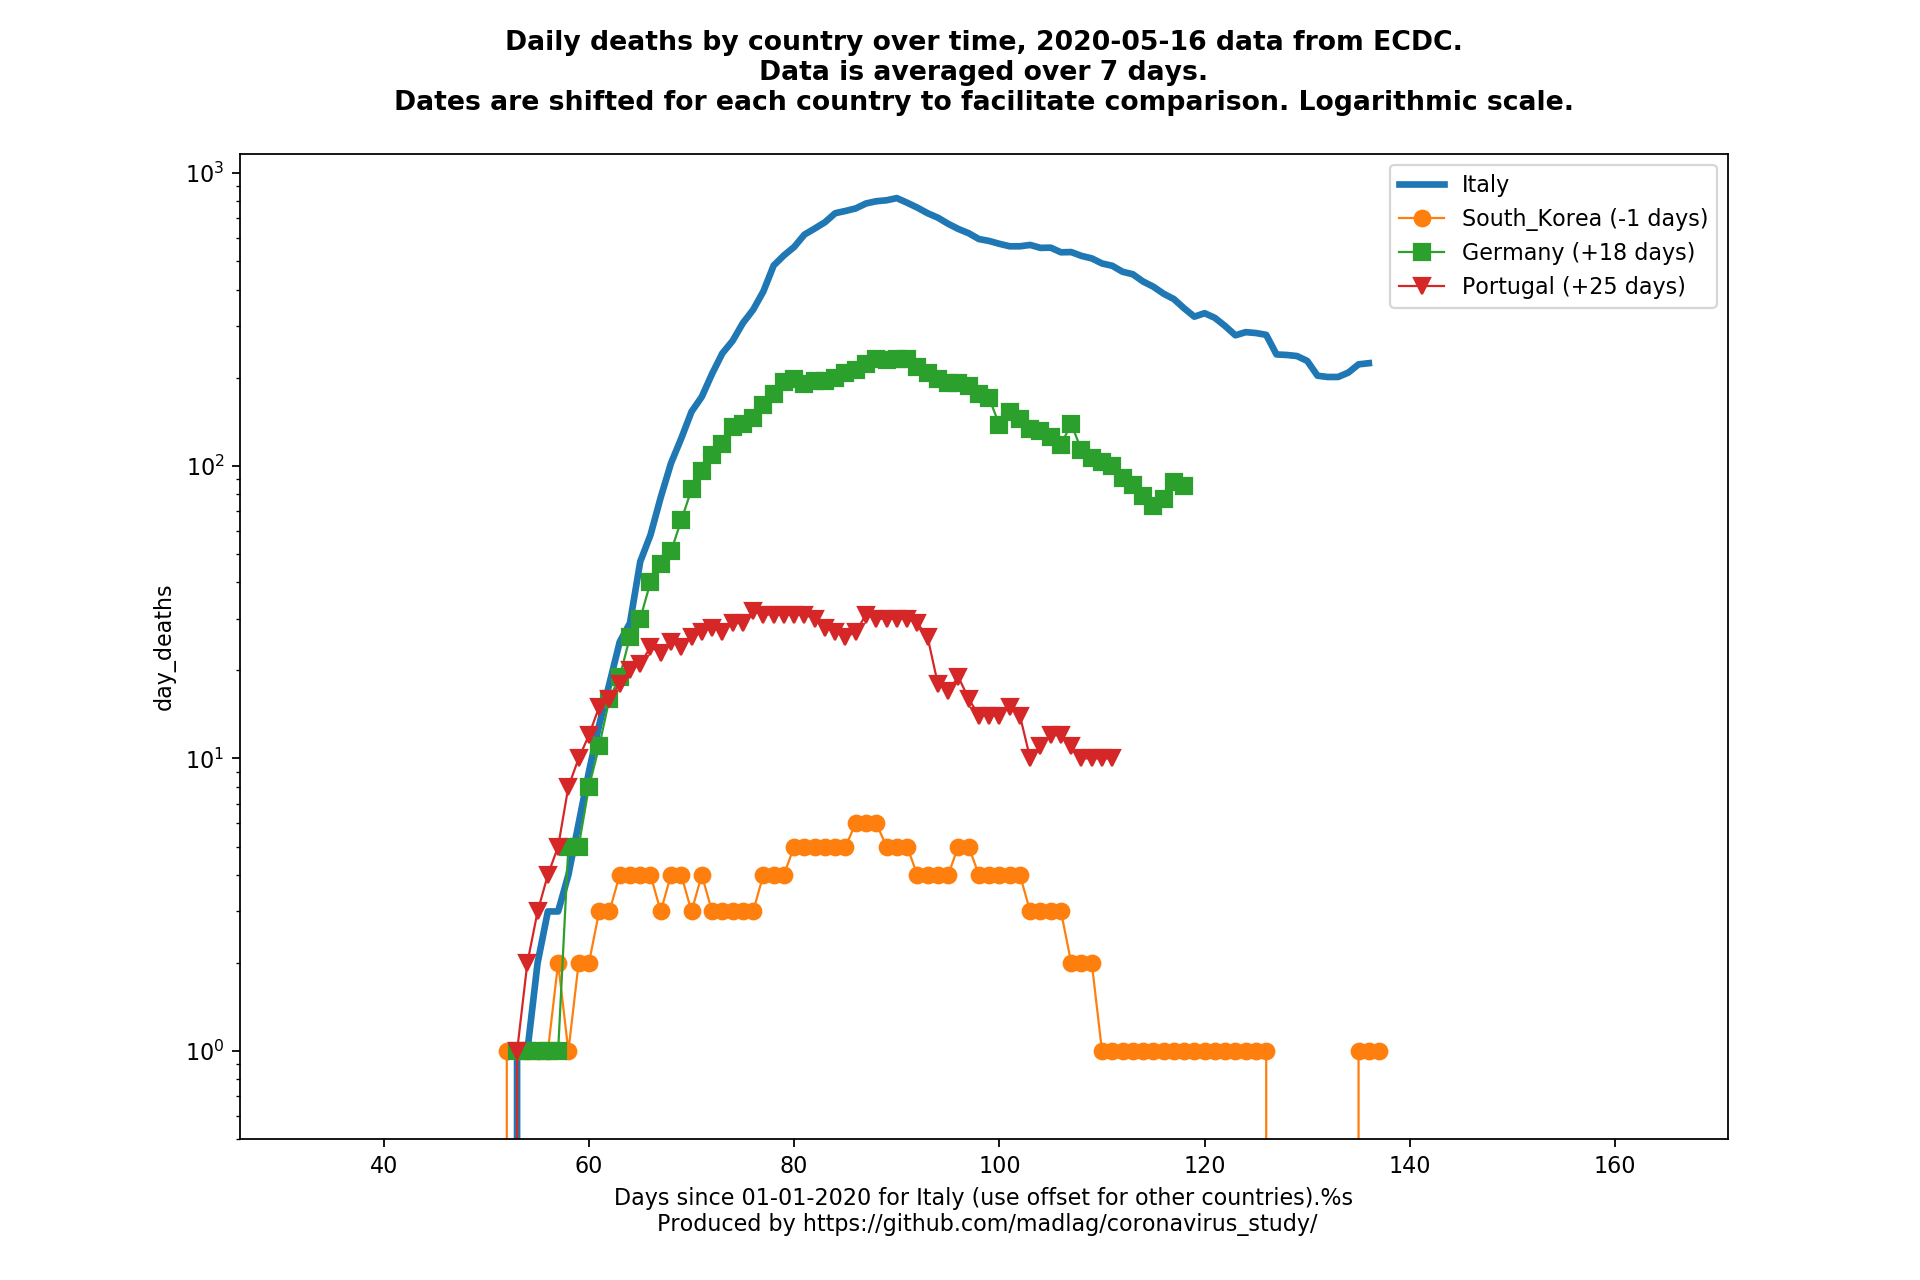 Daily deaths by country over time, 2020-05-16 data from ECDC.
Data is averaged over 7 days.
Dates are shifted for each country to facilitate comparison. Logarithmic scale.
Italy
South_Korea (-1 days)
Germany (+18 days)
Portugal (+25 days)
day_deaths
10³
10²
10¹
10⁰
40 60 80 100 120 140 160
Days since 01-01-2020 for Italy (use offset for other countries).%s
Produced by https://github.com/madlag/coronavirus_study/